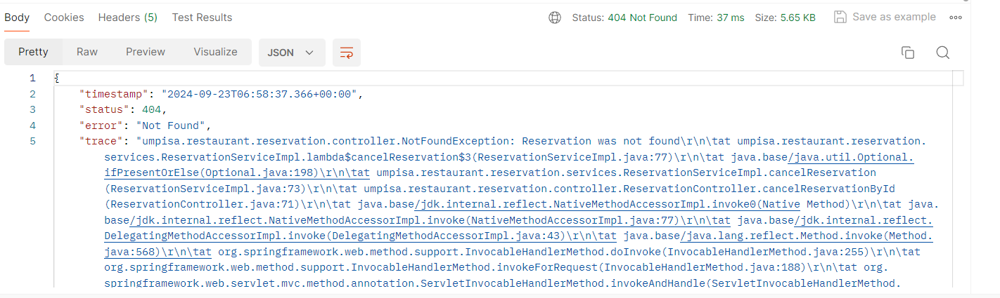 Body Cookies Headers (5) Test Results Status: 404 Not Found Time: 37 ms Size: 5.65 KB Save as example
Pretty Raw Preview Visualize JSON
1 {
2 "timestamp": "2024-09-23T06:58:37.366+00:00",
3 "status": 404,
4 "error": "Not Found",
5 "trace": "umpisa.restaurant.reservation.controller.NotFoundException: Reservation was not found\r\n\tat umpisa.restaurant.reservation.
services.ReservationServiceImpl.lambda$cancelReservation$3(ReservationServiceImpl.java:77)\r\n\tat java.base/java.util.Optional.
ifPresentOrElse(Optional.java:198)\r\n\tat umpisa.restaurant.reservation.services.ReservationServiceImpl.cancelReservation
(ReservationServiceImpl.java:73)\r\n\tat umpisa.restaurant.reservation.controller.ReservationController.cancelReservationById
(ReservationController.java:71)\r\n\tat java.base/jdk.internal.reflect.NativeMethodAccessorImpl.invoke0(Native Method)\r\n\tat java.
base/jdk.internal.reflect.NativeMethodAccessorImpl.invoke(NativeMethodAccessorImpl.java:77)\r\n\tat java.base/jdk.internal.reflect.
DelegatingMethodAccessorImpl.invoke(DelegatingMethodAccessorImpl.java:43)\r\n\tat java.base/java.lang.reflect.Method.invoke(Method.
java:568)\r\n\tat org.springframework.web.method.support.InvocableHandlerMethod.doInvoke(InvocableHandlerMethod.java:255)\r\n\tat
org.springframework.web.method.support.InvocableHandlerMethod.invokeForRequest(InvocableHandlerMethod.java:188)\r\n\tat org.
springframework.web.servlet.mvc.method.annotation.ServletInvocableHandlerMethod.invokeAndHandle(ServletInvocableHandlerMethod.